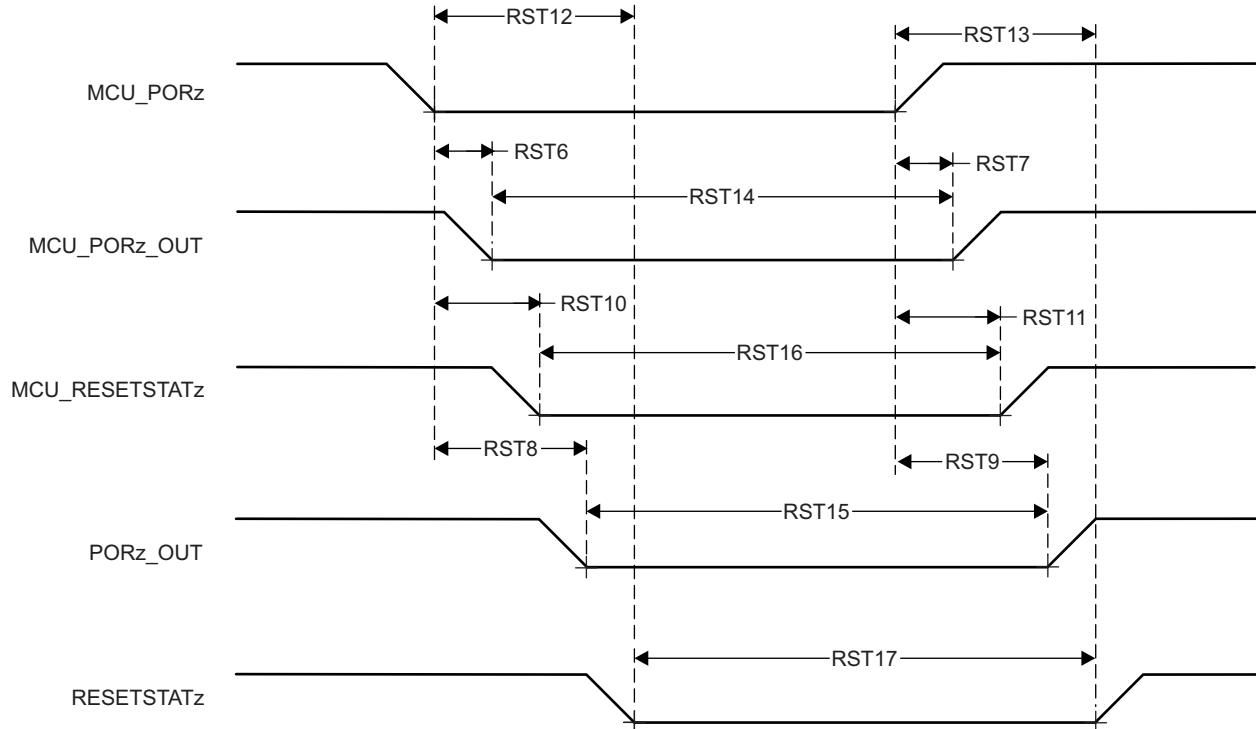 RST12
RST13
MCU_PORz
RST6
RST7
RST14
MCU_PORz_OUT
RST10
RST11
RST16
MCU_RESETSTATz
RST8
RST9
RST15
PORz_OUT
RST17
RESETSTATz